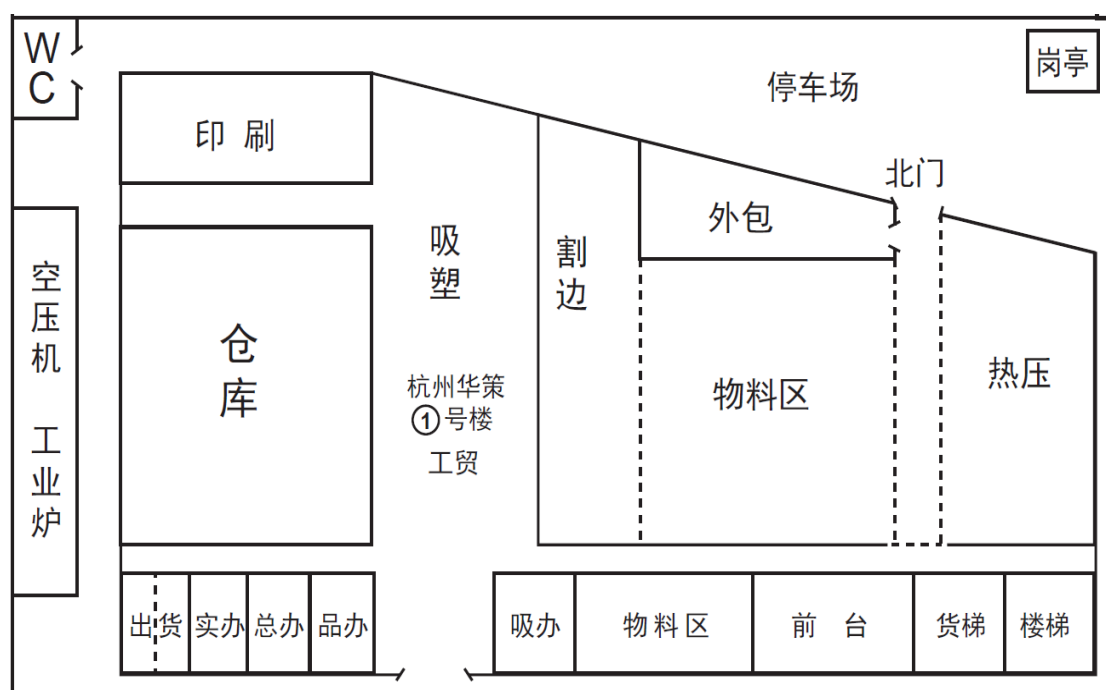 W
C
岗亭
停车场
印 刷
北门
外包
吸
塑
割
边
空
压
机
工
业
炉
仓
库
热压
物料区
杭州华策
①号楼
工贸
出货
实办
总办
品办
吸办
物 料 区
前 台
货梯
楼梯